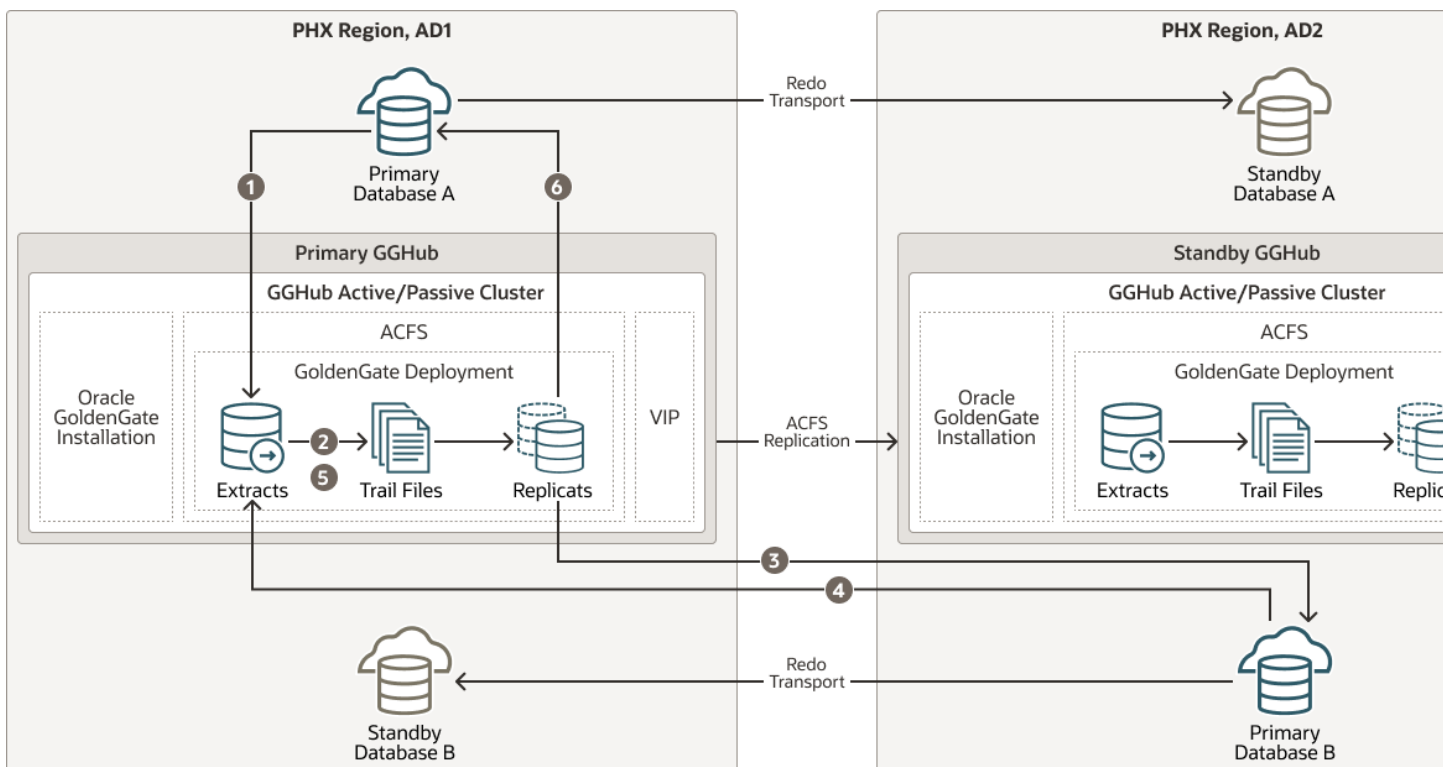 PHX Region, AD1
PHX Region, AD2
Redo
Transport
Primary
Database A
Standby
Database A
1
6
Primary GGHub
Standby GGHub
GGHub Active/Passive Cluster
GGHub Active/Passive Cluster
ACFS
ACFS
GoldenGate Deployment
GoldenGate Deployment
Oracle
GoldenGate
Installation
2
5
Extracts
Trail Files
Replicats
VIP
ACFS
Replication
Oracle
GoldenGate
Installation
Extracts
Trail Files
Replic
3
4
Redo
Transport
Standby
Database B
Primary
Database B